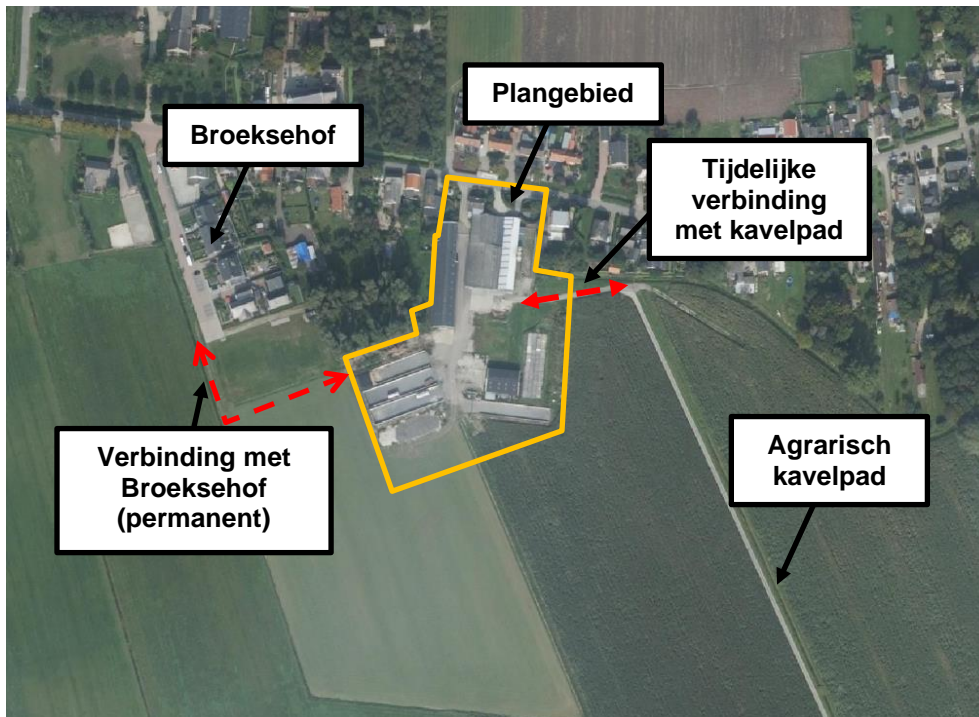 Plangebied
Broeksehof
Tijdelijke
verbinding
met kavelpad
Verbinding met
Broeksehof
(permanent)
Agrarisch
kavelpad